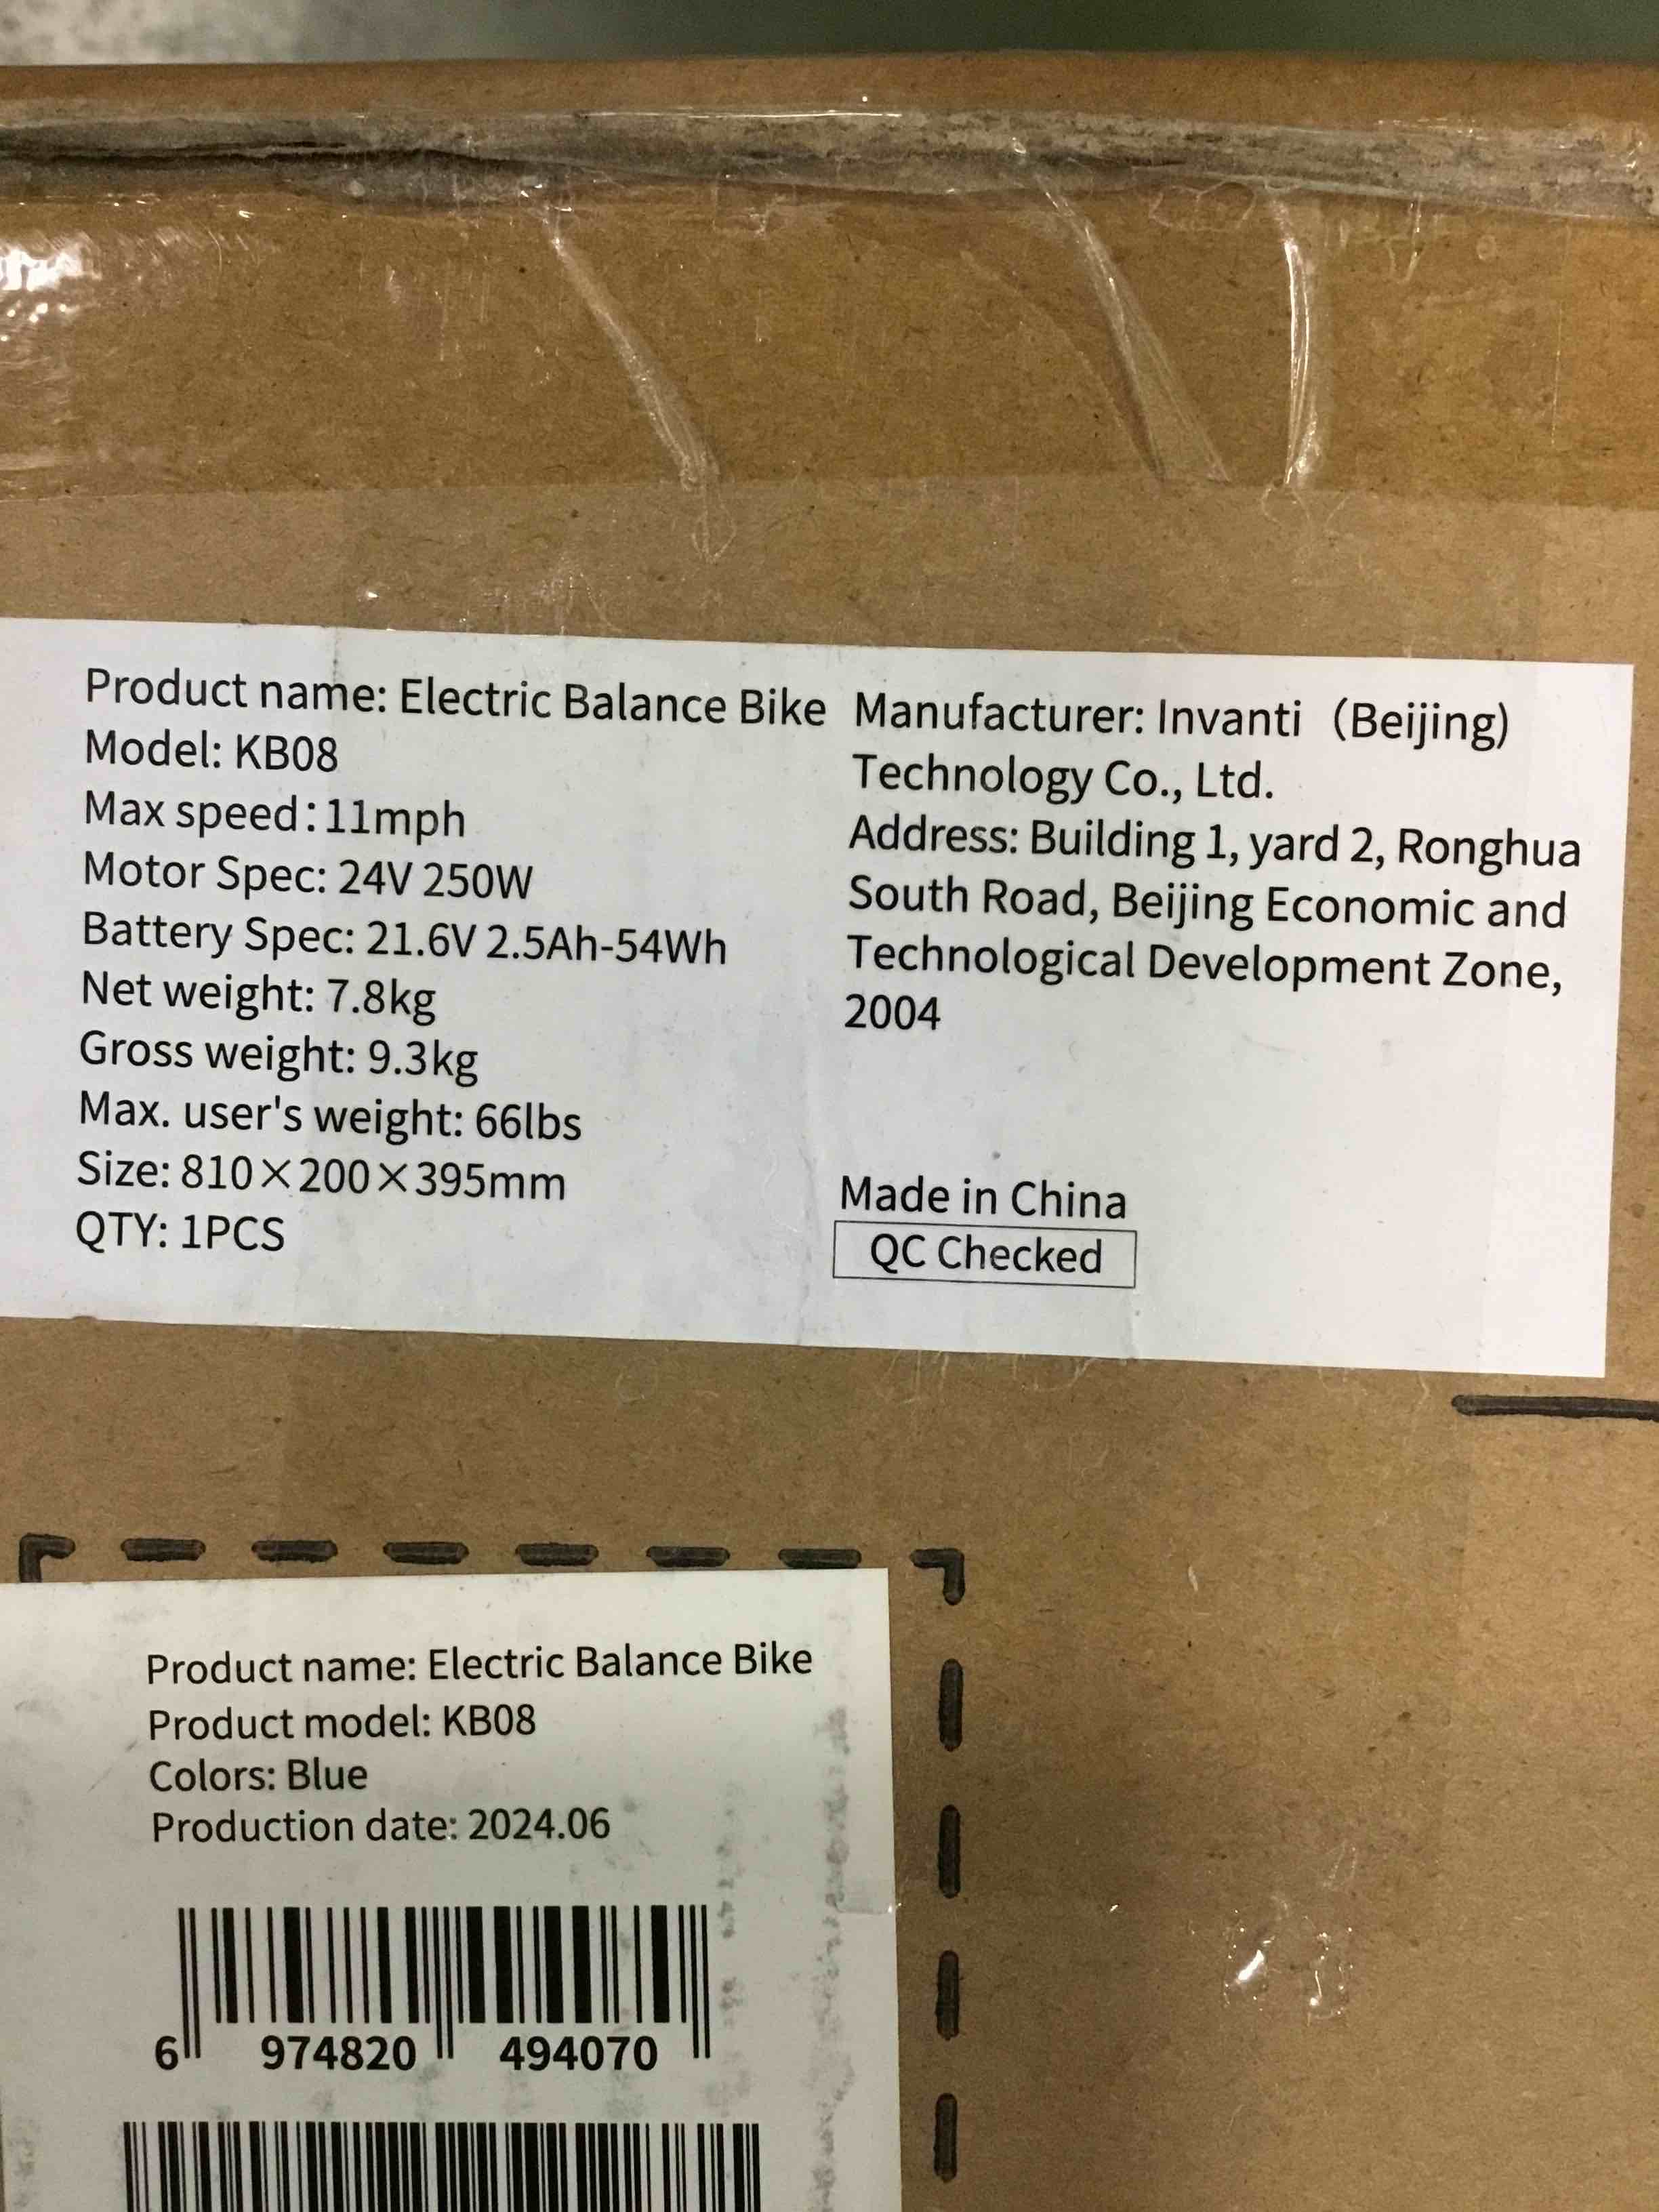 Product name: Electric Balance Bike
Model: KB08
Max speed：11mph
Motor Spec: 24V 250W
Battery Spec: 21.6V 2.5Ah-54Wh
Net weight: 7.8kg
Gross weight: 9.3kg
Max. user's weight: 66lbs
Size: 810×200×395mm
QTY: 1PCS
Manufacturer: Invanti（Beijing)
Technology Co., Ltd.
Address: Building 1, yard 2, Ronghua
South Road, Beijing Economic and
Technological Development Zone,
2004
Made in China
QC Checked
Product name: Electric Balance Bike
Product model: KB08
Colors: Blue
Production date: 2024.06
6 974820 494070